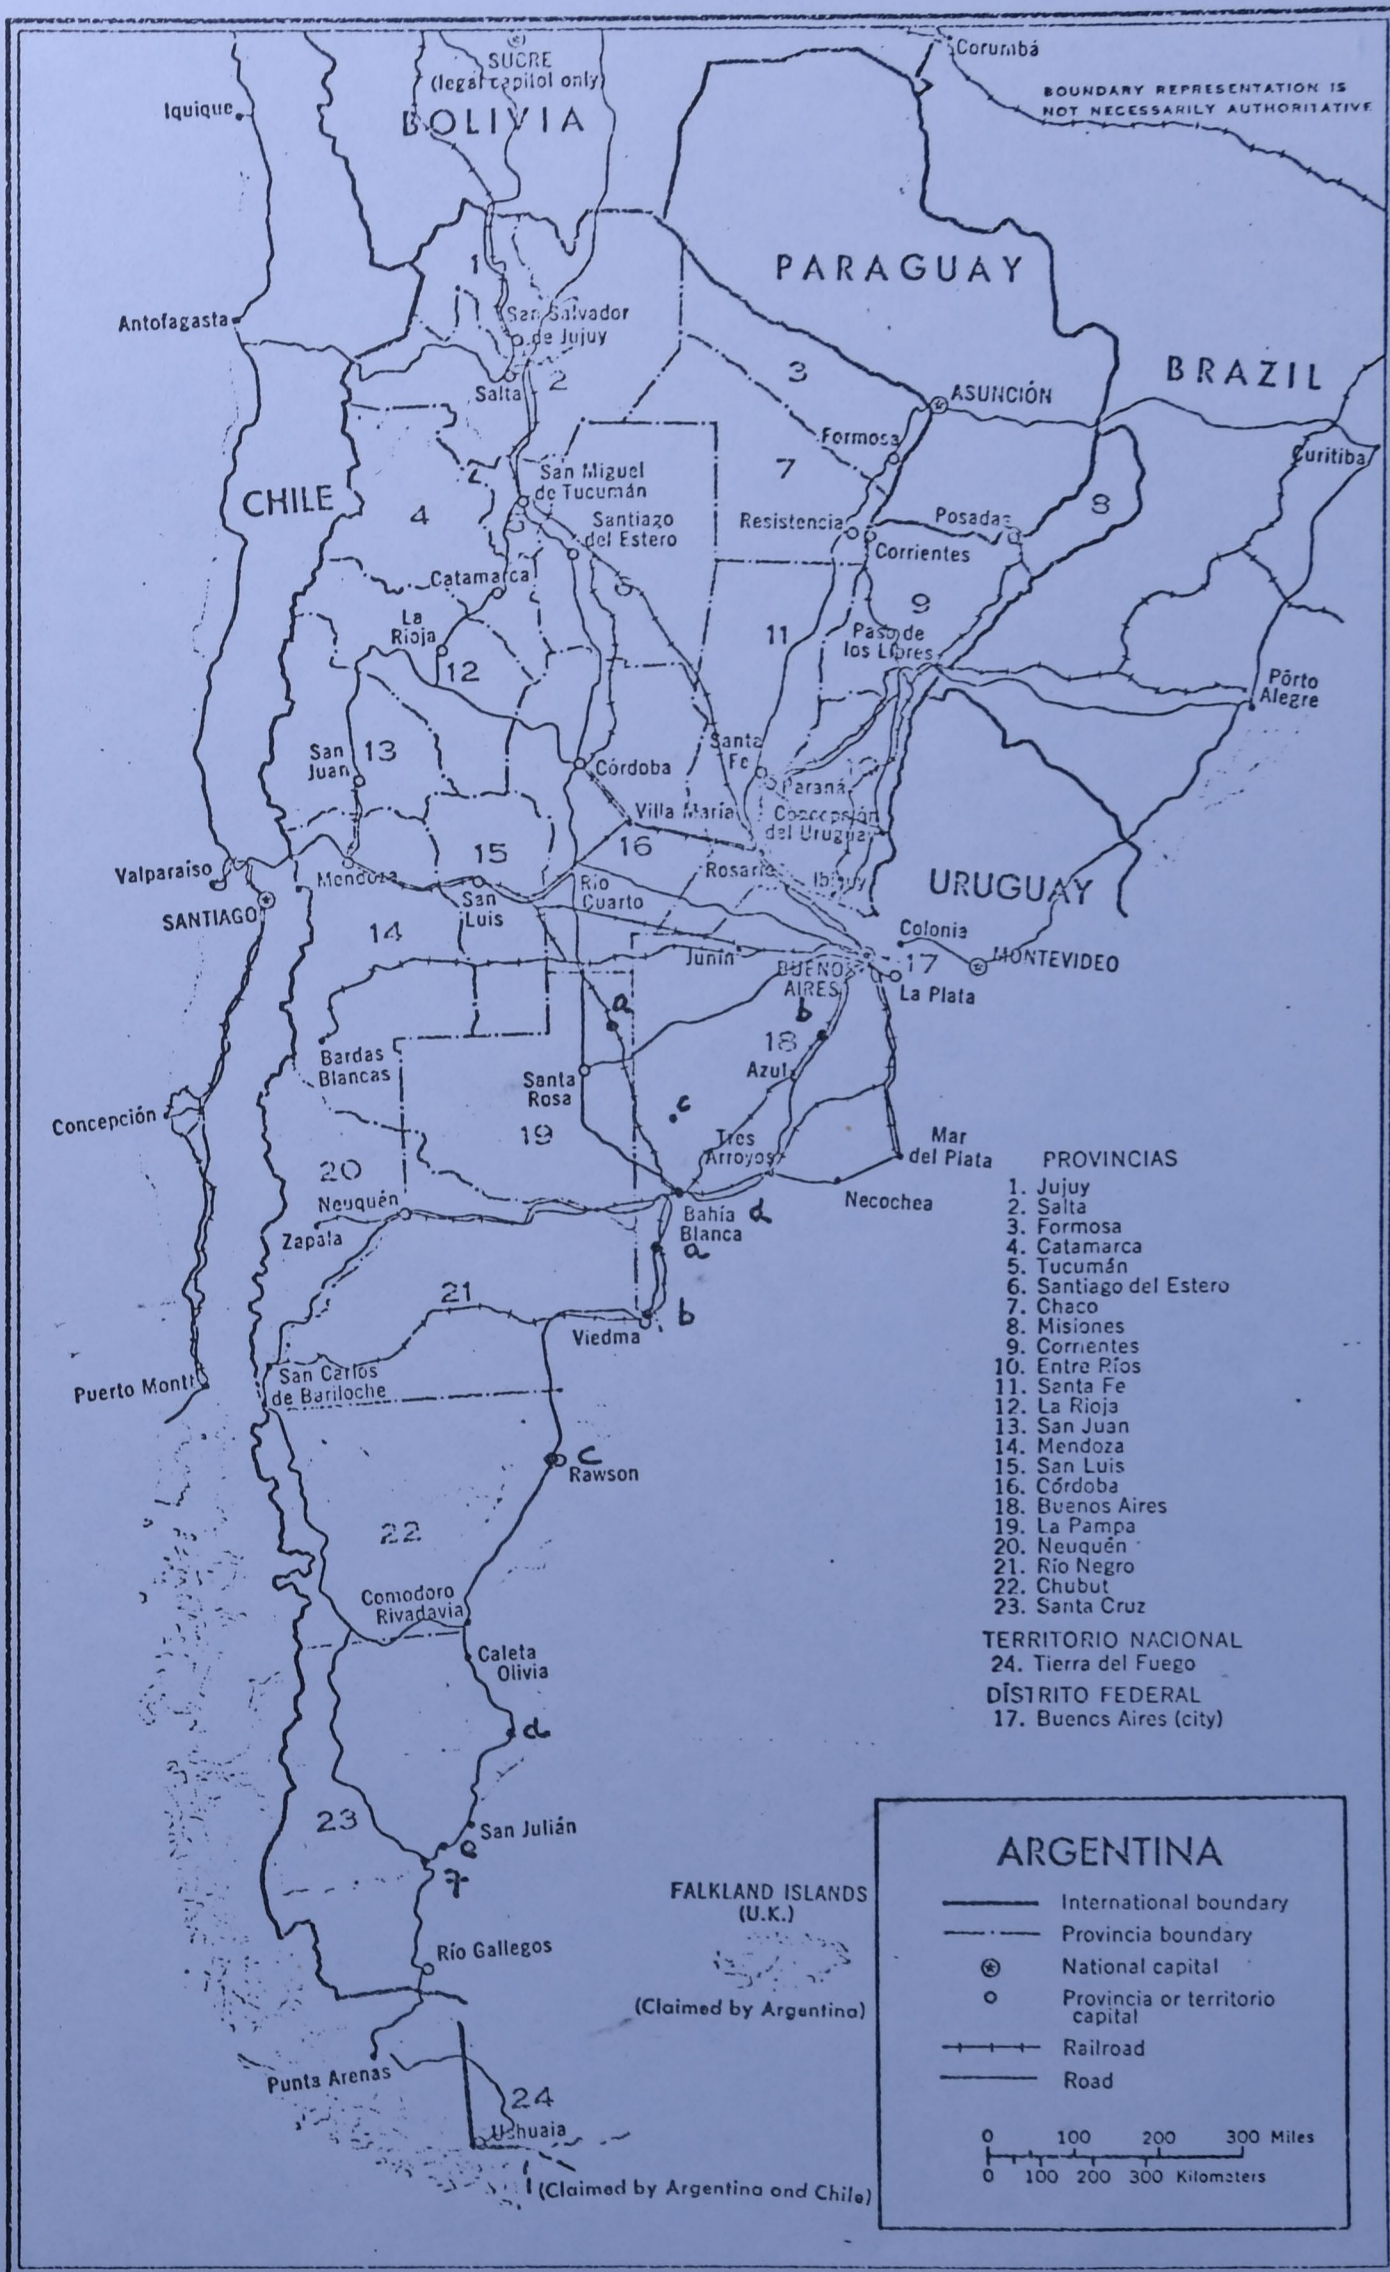 Corumbá
SUCRE
(legal capitol only)
BOLIVIA
BOUNDARY REPRESENTATION IS
NOT NECESSARILY AUTHORITATIVE
Iquique
PARAGUAY
1
Antofagasta
San Salvador
de Jujuy
BRAZIL
3
2
Salta
ASUNCIÓN
Formosa
Curitiba
CHILE
San Miguel
de Tucumán
7
8
4
Santiago
del Estero
Resistencia
Posadas
Corrientes
Catamarca
La
Rioja
9
11
Paso de
los Libres
12
Pôrto
Alegre
San
Juan
13
Santa
Fe
Córdoba
10
Paraná
Villa María
Concepción
del Uruguay
16
15
Valparaíso
Mendoza
Rosario
Ibicuy
URUGUAY
SANTIAGO
San
Luis
Río
Cuarto
14
Colonia
MONTEVIDEO
Junín
BUENOS
AIRES
17
La Plata
a
b
18
Bardas
Blancas
Santa
Rosa
Azul
Concepción
c
19
Tres
Arroyos
Mar
del Plata
20
Neuquén
Necochea
Zapala
Bahía
Blanca
d
a
21
b
Viedma
San Carlos
de Bariloche
Puerto Montt
c
Rawson
22
Comodoro
Rivadavia
Caleta
Olivia
d
23
San Julián
e
f
Río Gallegos
Punta Arenas
24
Ushuaia
(Claimed by Argentina and Chile)
FALKLAND ISLANDS
(U.K.)
(Claimed by Argentina)
PROVINCIAS
1. Jujuy
2. Salta
3. Formosa
4. Catamarca
5. Tucumán
6. Santiago del Estero
7. Chaco
8. Misiones
9. Corrientes
10. Entre Ríos
11. Santa Fe
12. La Rioja
13. San Juan
14. Mendoza
15. San Luis
16. Córdoba
18. Buenos Aires
19. La Pampa
20. Neuquén
21. Río Negro
22. Chubut
23. Santa Cruz
TERRITORIO NACIONAL
24. Tierra del Fuego
DISTRITO FEDERAL
17. Buenos Aires (city)
ARGENTINA
International boundary
Provincia boundary
National capital
Provincia or territorio
capital
Railroad
Road
0 100 200 300 Miles
0 100 200 300 Kilometers